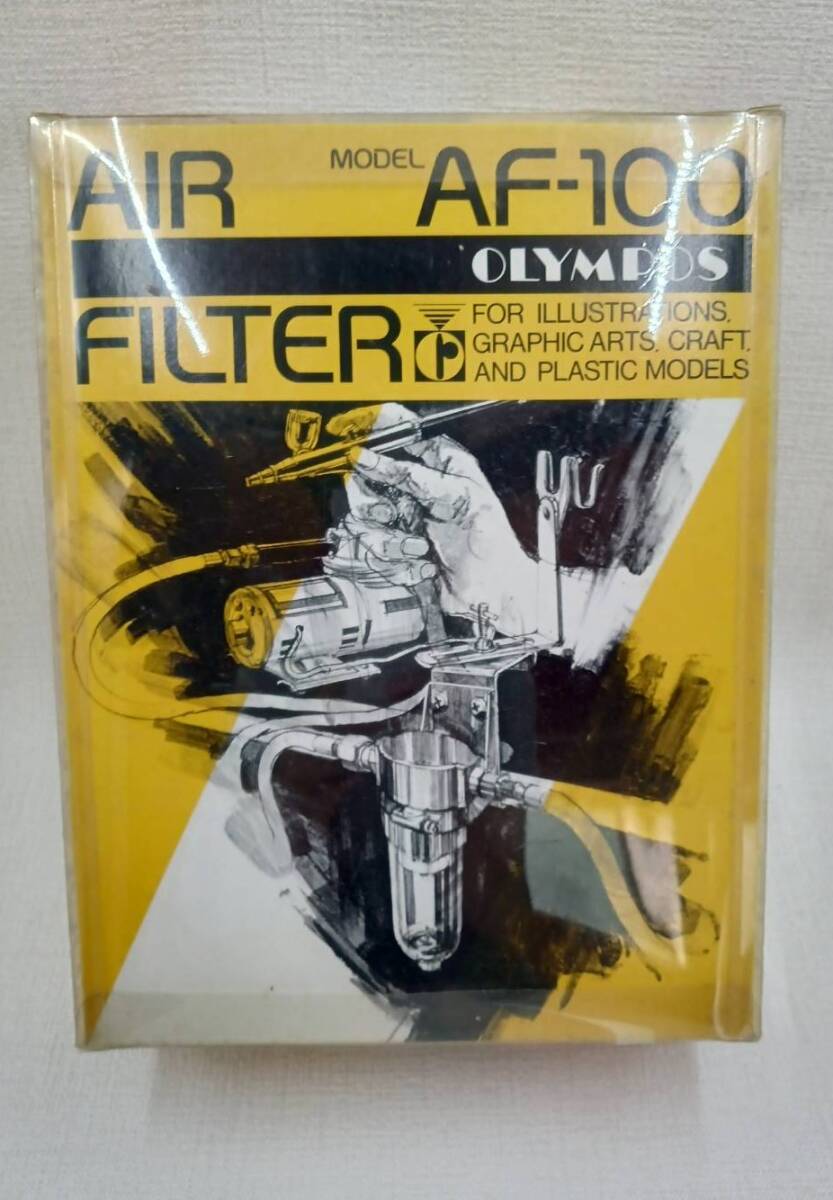 AIR MODEL AF-100
OLYMPOS
FILTER
FOR ILLUSTRATIONS,
GRAPHIC ARTS, CRAFT,
AND PLASTIC MODELS